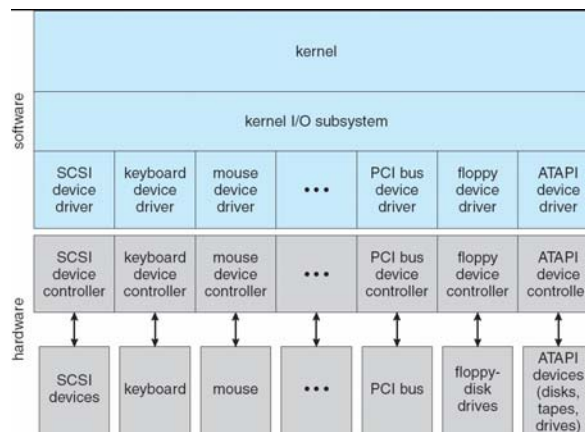 kernel
software
kernel I/O subsystem
SCSI
device
driver
keyboard
device
driver
mouse
device
driver
•••
PCI bus
device
driver
floppy
device
driver
ATAPI
device
driver
hardware
SCSI
device
controller
keyboard
device
controller
mouse
device
controller
•••
PCI bus
device
controller
floppy
device
controller
ATAPI
device
controlle
SCSI
devices
keyboard
mouse
•••
PCI bus
floppy-
disk
drives
ATAPI
devices
(disks,
tapes,
drives)